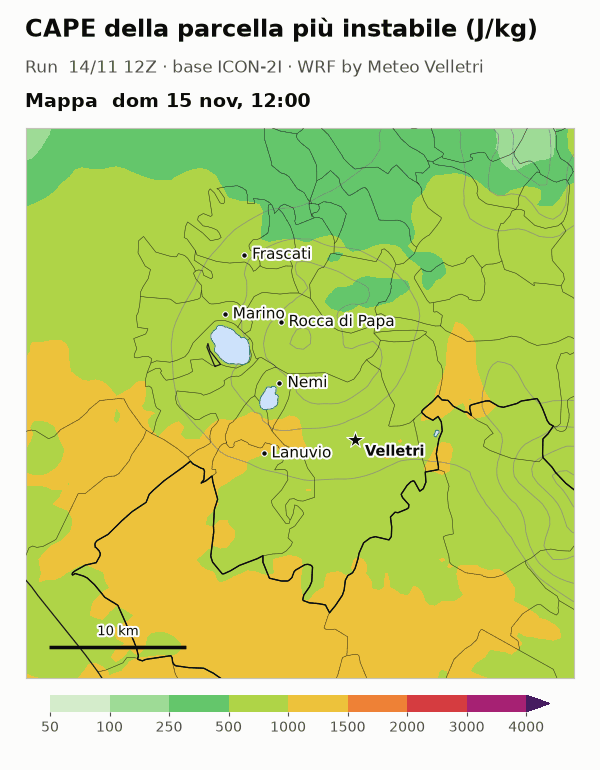 CAPE della parcella più instabile (J/kg)
Run  14/11 12Z · base ICON-2I · WRF by Meteo Velletri
Mappa  dom 15 nov, 12:00
Frascati
Marino
Rocca di Papa
Nemi
Velletri
Lanuvio
10 km
50 100 250 500 1000 1500 2000 3000 4000